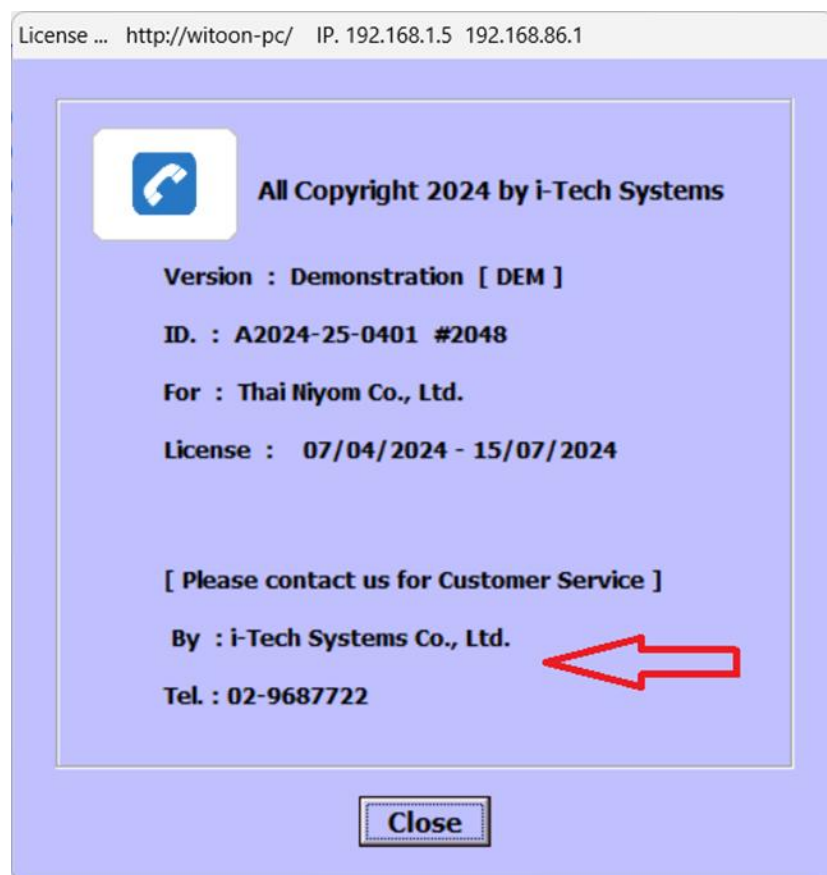 License ... http://witoon-pc/ IP. 192.168.1.5 192.168.86.1
All Copyright 2024 by i-Tech Systems
Version : Demonstration [ DEM ]
ID. : A2024-25-0401 #2048
For : Thai Niyom Co., Ltd.
License : 07/04/2024 - 15/07/2024
[ Please contact us for Customer Service ]
By : i-Tech Systems Co., Ltd.
Tel. : 02-9687722
Close